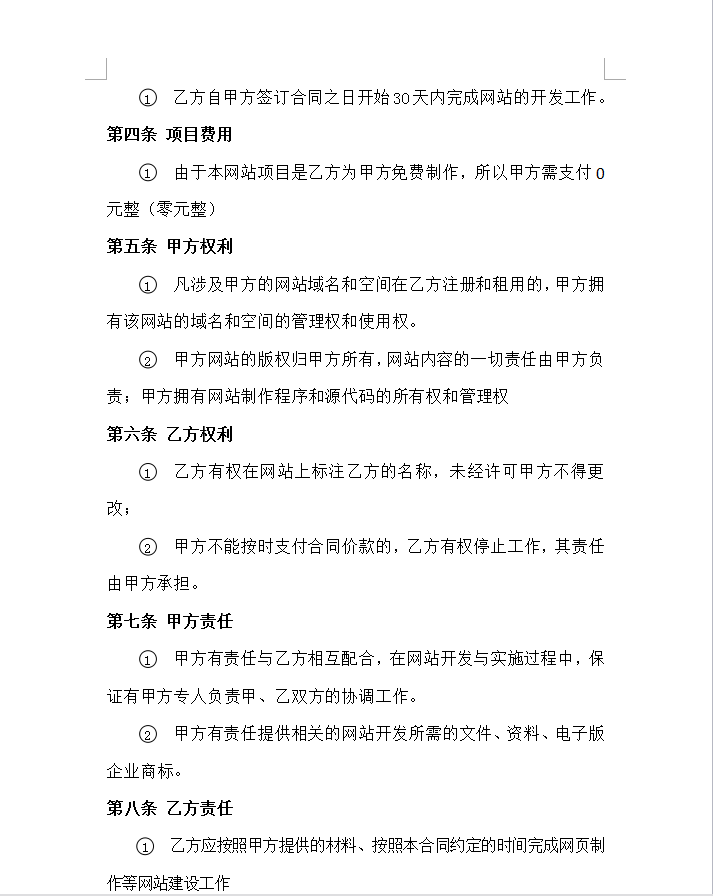 ① 乙方自甲方签订合同之日开始30天内完成网站的开发工作。
第四条 项目费用
① 由于本网站项目是乙方为甲方免费制作，所以甲方需支付0
元整（零元整）
第五条 甲方权利
① 凡涉及甲方的网站域名和空间在乙方注册和租用的，甲方拥
有该网站的域名和空间的管理权和使用权。
② 甲方网站的版权归甲方所有，网站内容的一切责任由甲方负
责；甲方拥有网站制作程序和源代码的所有权和管理权
第六条 乙方权利
① 乙方有权在网站上标注乙方的名称，未经许可甲方不得更
改；
② 甲方不能按时支付合同价款的，乙方有权停止工作，其责任
由甲方承担。
第七条 甲方责任
① 甲方有责任与乙方相互配合，在网站开发与实施过程中，保
证有甲方专人负责甲、乙双方的协调工作。
② 甲方有责任提供相关的网站开发所需的文件、资料、电子版
企业商标。
第八条 乙方责任
① 乙方应按照甲方提供的材料、按照本合同约定的时间完成网页制
作等网站建设工作